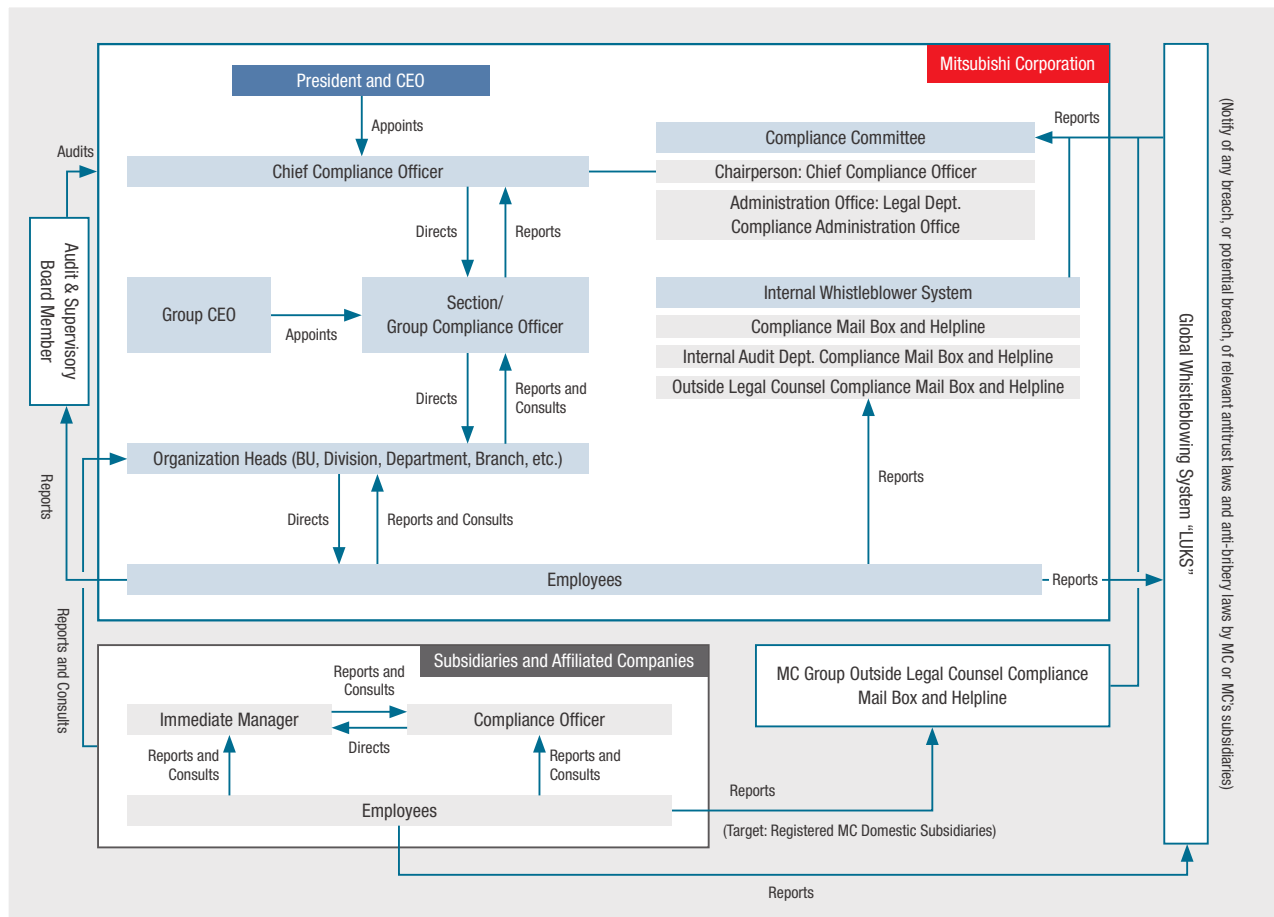 Mitsubishi Corporation
President and CEO
Appoints
Reports
Compliance Committee
Audits
Chief Compliance Officer
Chairperson: Chief Compliance Officer
Administration Office: Legal Dept.
Compliance Administration Office
Directs
Reports
Audit & Supervisory
Board Member
Group CEO
Appoints
Section/
Group Compliance Officer
Internal Whistleblower System
Compliance Mail Box and Helpline
Internal Audit Dept. Compliance Mail Box and Helpline
Outside Legal Counsel Compliance Mail Box and Helpline
Directs
Reports and
Consults
Organization Heads (BU, Division, Department, Branch, etc.)
Reports
Reports
Directs
Reports and Consults
Employees
Reports
Global Whistleblowing System “LUKS”
(Notify of any breach, or potential breach, of relevant antitrust laws and anti-bribery laws by MC or MC’s subsidiaries)
Reports and
Consults
Subsidiaries and Affiliated Companies
Reports and
Consults
Immediate Manager
Compliance Officer
Directs
Reports and
Consults
Reports and
Consults
Employees
MC Group Outside Legal Counsel Compliance
Mail Box and Helpline
Reports
(Target: Registered MC Domestic Subsidiaries)
Reports